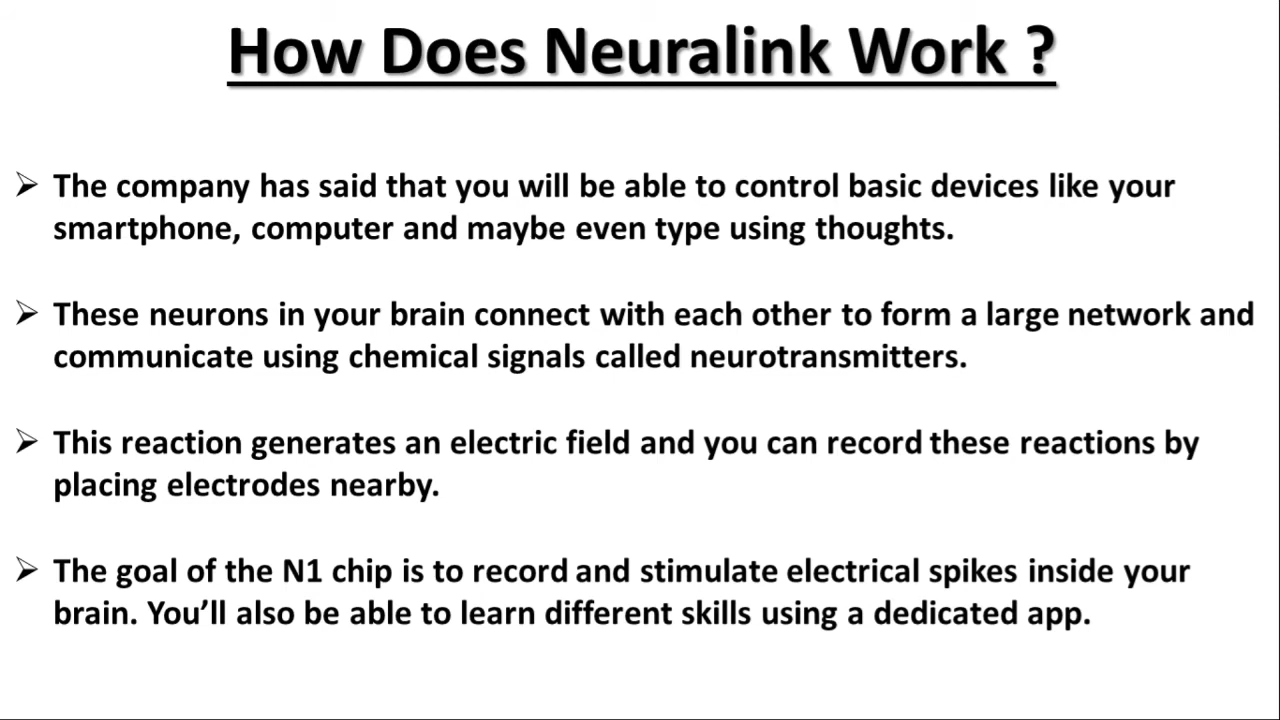 How Does Neuralink Work ?
➢ The company has said that you will be able to control basic devices like your
smartphone, computer and maybe even type using thoughts.
➢ These neurons in your brain connect with each other to form a large network and
communicate using chemical signals called neurotransmitters.
➢ This reaction generates an electric field and you can record these reactions by
placing electrodes nearby.
➢ The goal of the N1 chip is to record and stimulate electrical spikes inside your
brain. You’ll also be able to learn different skills using a dedicated app.